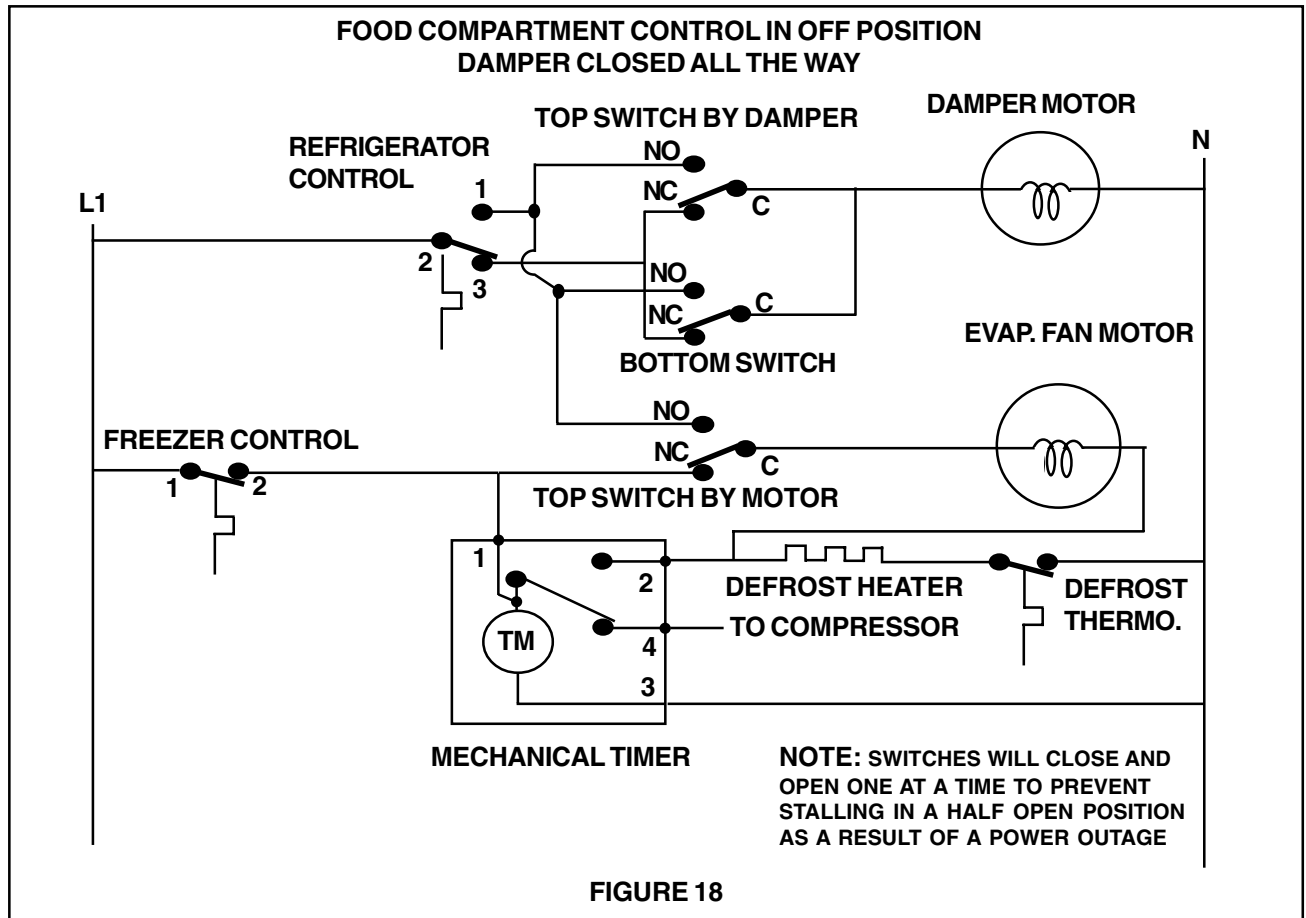 FOOD COMPARTMENT CONTROL IN OFF POSITION
DAMPER CLOSED ALL THE WAY
DAMPER MOTOR
TOP SWITCH BY DAMPER
N
REFRIGERATOR
CONTROL
NO
L1
1
NC
C
2
3
NO
NC
C
EVAP. FAN MOTOR
BOTTOM SWITCH
NO
FREEZER CONTROL
NC
C
1
2
TOP SWITCH BY MOTOR
1
2
DEFROST HEATER
DEFROST
THERMO.
TO COMPRESSOR
TM
4
3
MECHANICAL TIMER
NOTE: SWITCHES WILL CLOSE AND
OPEN ONE AT A TIME TO PREVENT
STALLING IN A HALF OPEN POSITION
AS A RESULT OF A POWER OUTAGE
FIGURE 18